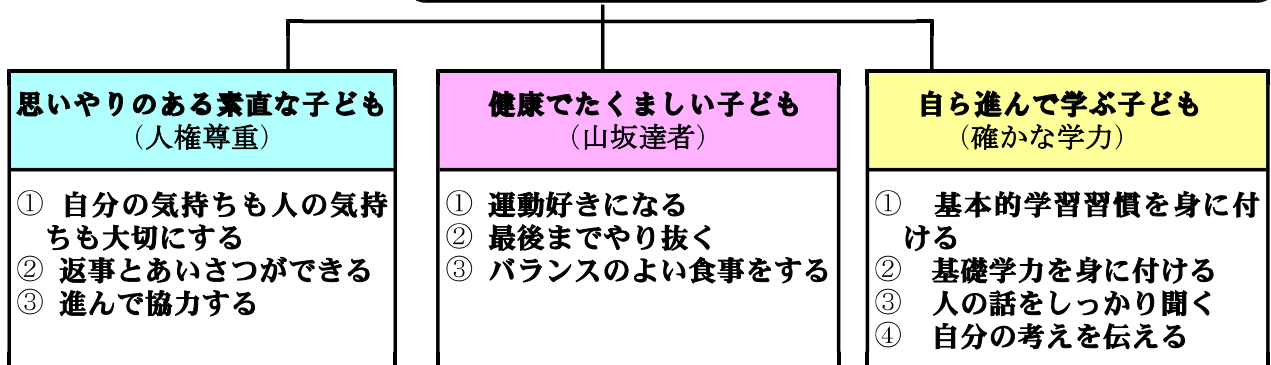 思いやりのある素直な子ども
（人権尊重）
① 自分の気持ちも人の気持
ちも大切にする
② 返事とあいさつができる
③ 進んで協力する
健康でたくましい子ども
（山坂達者）
① 運動好きになる
② 最後までやり抜く
③ バランスのよい食事をする
自ら進んで学ぶ子ども
（確かな学力）
① 基本的学習習慣を身に付
ける
② 基礎学力を身に付ける
③ 人の話をしっかり聞く
④ 自分の考えを伝える